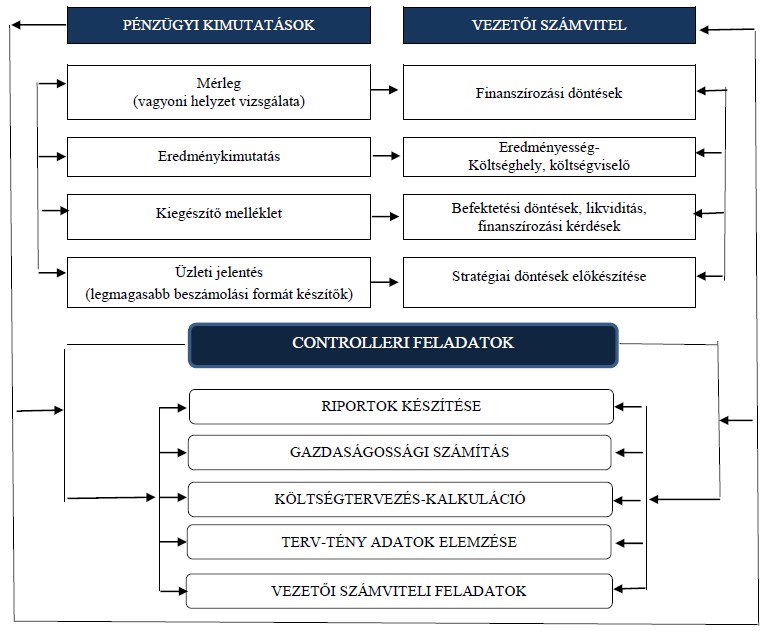 PÉNZÜGYI KIMUTATÁSOK
VEZETŐI SZÁMVITEL
Mérleg
(vagyoni helyzet vizsgálata)
Finanszírozási döntések
Eredménykimutatás
Eredményesség-
Költséghely, költségviselő
Kiegészítő melléklet
Befektetési döntések, likviditás,
finanszírozási kérdések
Üzleti jelentés
(legmagasabb beszámolási formát készítők)
Stratégiai döntések előkészítése
CONTROLLERI FELADATOK
RIPORTOK KÉSZÍTÉSE
GAZDASÁGOSSÁGI SZÁMÍTÁS
KÖLTSÉGTERVEZÉS-KALKULÁCIÓ
TERV-TÉNY ADATOK ELEMZÉSE
VEZETŐI SZÁMVITELI FELADATOK